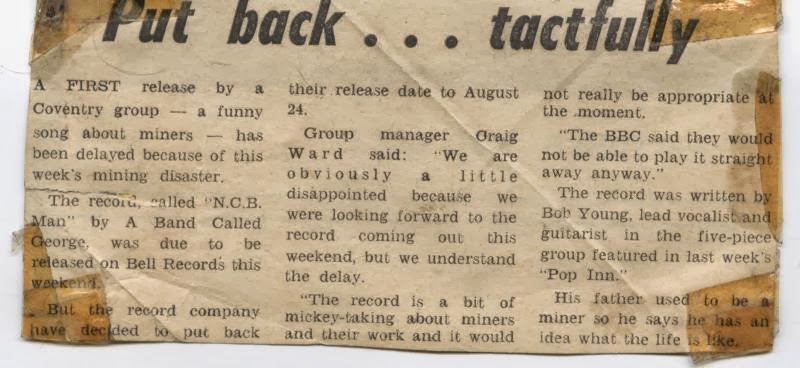 Put back . . . tactfully
A FIRST release by a
Coventry group — a funny
song about miners — has
been delayed because of this
week's mining disaster.
The record, called "N.C.B.
Man" by A Band Called
George, was due to be
released on Bell Records this
weekend.
But the record company
have decided to put back
their release date to August
24.
Group manager Craig
Ward said: "We are
obviously a little
disappointed because we
were looking forward to the
record coming out this
weekend, but we understand
the delay.
"The record is a bit of
mickey-taking about miners
and their work and it would
not really be appropriate at
the moment.
"The BBC said they would
not be able to play it straight
away anyway."
The record was written by
Bob Young, lead vocalist and
guitarist in the five-piece
group featured in last week's
"Pop Inn."
His father used to be a
miner so he says he has an
idea what the life is like.